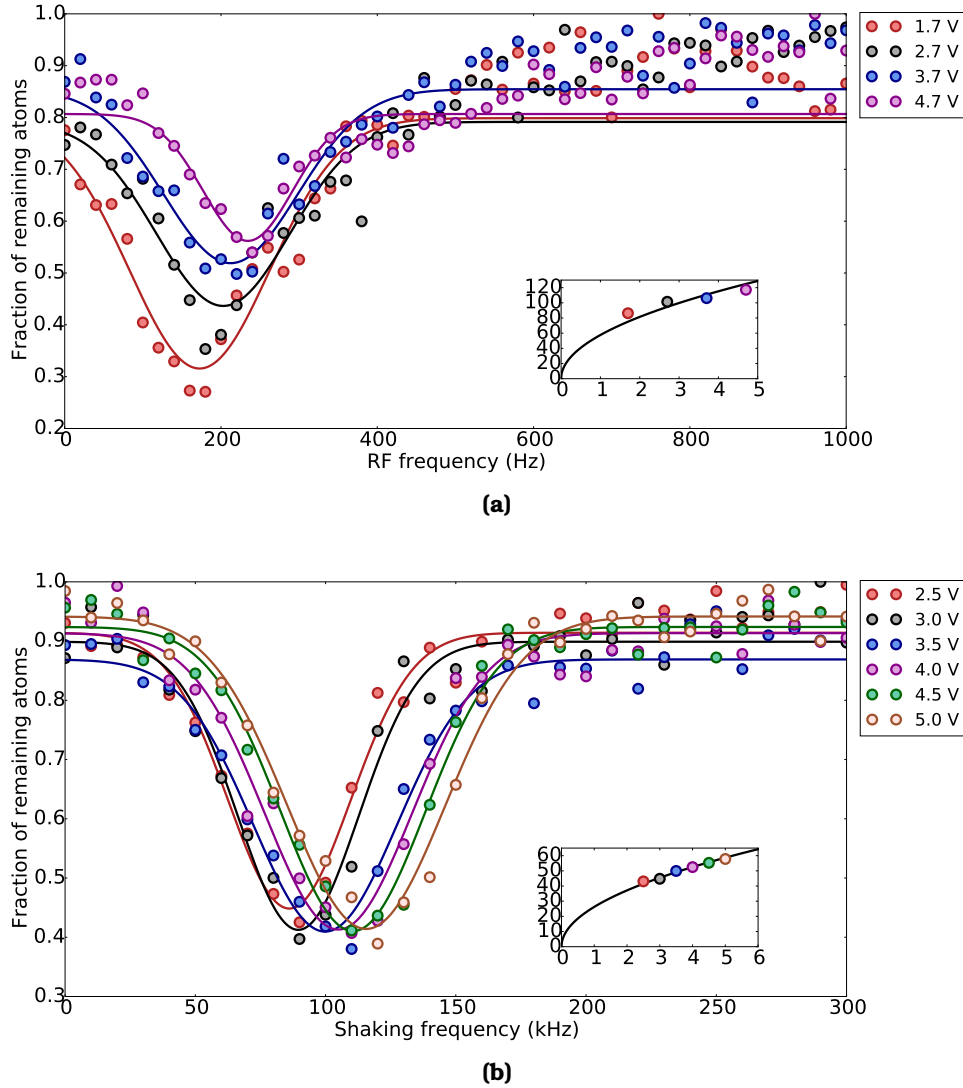 1.0
0.9
0.8
0.7
0.6
0.5
0.4
0.3
0.2
Fraction of remaining atoms
0 200 400 600 800 1000
RF frequency (Hz)
1.7 V
2.7 V
3.7 V
4.7 V
120
100
80
60
40
20
0
0 1 2 3 4 5
(a)
1.0
0.9
0.8
0.7
0.6
0.5
0.4
0.3
Fraction of remaining atoms
0 50 100 150 200 250 300
Shaking frequency (kHz)
2.5 V
3.0 V
3.5 V
4.0 V
4.5 V
5.0 V
60
50
40
30
20
10
0
0 1 2 3 4 5 6
(b)